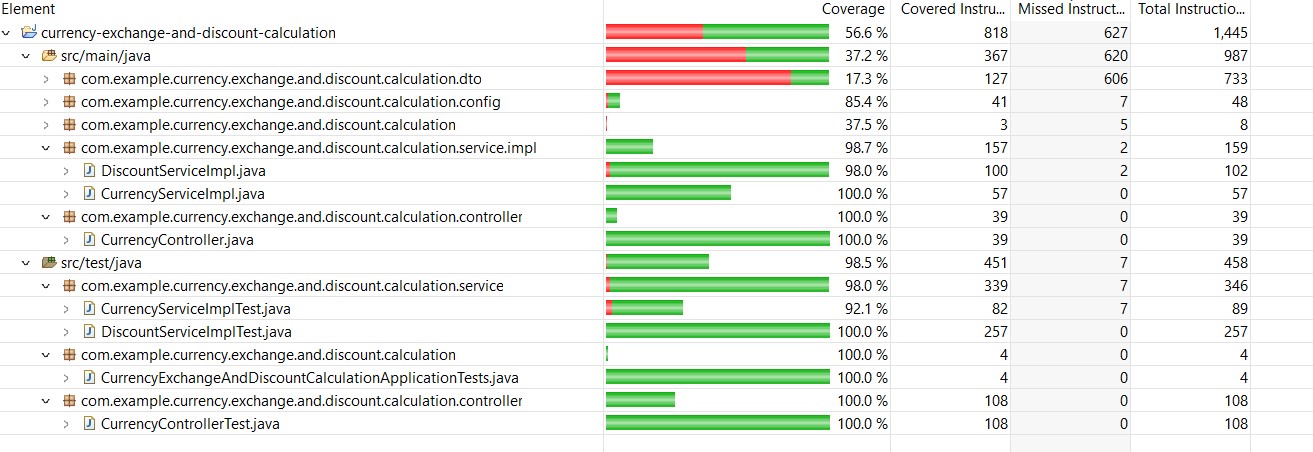 Element Coverage Covered Instru... Missed Instruct... Total Instructio...
currency-exchange-and-discount-calculation 56.6 % 818 627 1,445
src/main/java 37.2 % 367 620 987
com.example.currency.exchange.and.discount.calculation.dto 17.3 % 127 606 733
com.example.currency.exchange.and.discount.calculation.config 85.4 % 41 7 48
com.example.currency.exchange.and.discount.calculation 37.5 % 3 5 8
com.example.currency.exchange.and.discount.calculation.service.impl 98.7 % 157 2 159
DiscountServiceImpl.java 98.0 % 100 2 102
CurrencyServiceImpl.java 100.0 % 57 0 57
com.example.currency.exchange.and.discount.calculation.controller 100.0 % 39 0 39
CurrencyController.java 100.0 % 39 0 39
src/test/java 98.5 % 451 7 458
com.example.currency.exchange.and.discount.calculation.service 98.0 % 339 7 346
CurrencyServiceImplTest.java 92.1 % 82 7 89
DiscountServiceImplTest.java 100.0 % 257 0 257
com.example.currency.exchange.and.discount.calculation 100.0 % 4 0 4
CurrencyExchangeAndDiscountCalculationApplicationTests.java 100.0 % 4 0 4
com.example.currency.exchange.and.discount.calculation.controller 100.0 % 108 0 108
CurrencyControllerTest.java 100.0 % 108 0 108